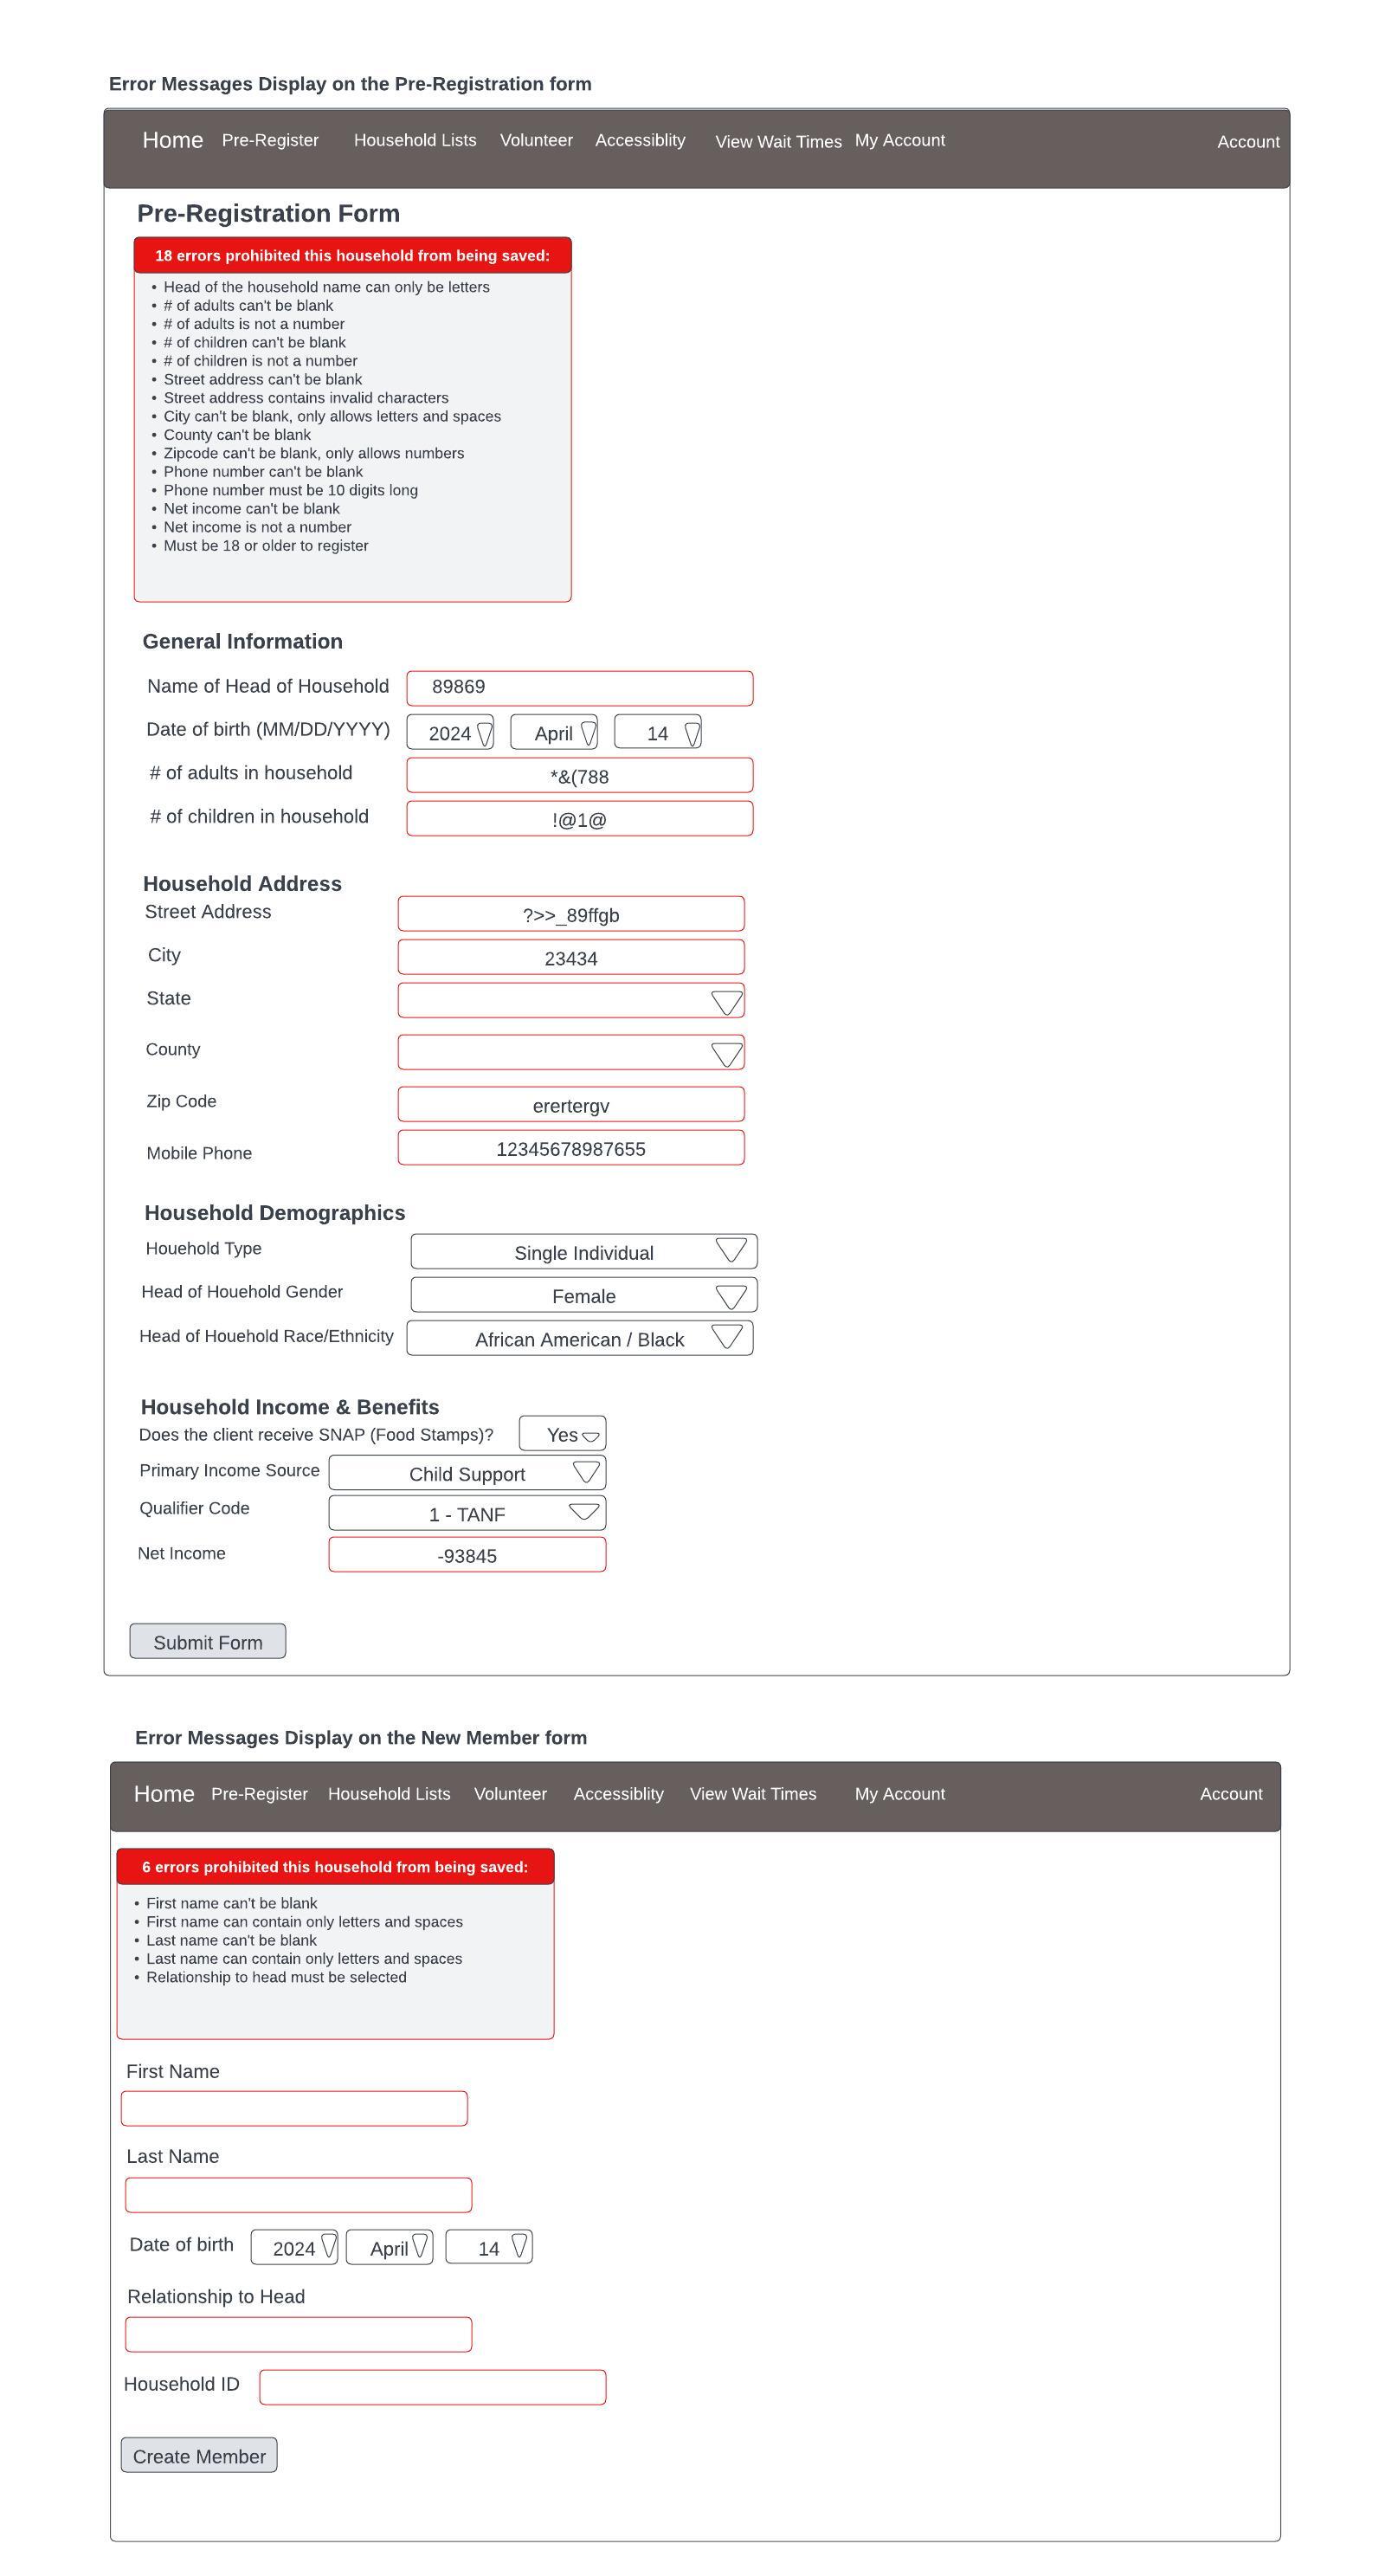 Error Messages Display on the Pre-Registration form
Home Pre-Register Household Lists Volunteer Accessiblity View Wait Times My Account Account
Pre-Registration Form
18 errors prohibited this household from being saved:
• Head of the household name can only be letters
• # of adults can't be blank
• # of adults is not a number
• # of children can't be blank
• # of children is not a number
• Street address can't be blank
• Street address contains invalid characters
• City can't be blank, only allows letters and spaces
• County can't be blank
• Zipcode can't be blank, only allows numbers
• Phone number can't be blank
• Phone number must be 10 digits long
• Net income can't be blank
• Net income is not a number
• Must be 18 or older to register
General Information
Name of Head of Household 89869
Date of birth (MM/DD/YYYY) 2024 April 14
# of adults in household *&(788
# of children in household !@1@
Household Address
Street Address ?>>_89ffgb
City 23434
State
County
Zip Code erertergv
Mobile Phone 12345678987655
Household Demographics
Houehold Type Single Individual
Head of Houehold Gender Female
Head of Houehold Race/Ethnicity African American / Black
Household Income & Benefits
Does the client receive SNAP (Food Stamps)? Yes
Primary Income Source Child Support
Qualifier Code 1 - TANF
Net Income -93845
Submit Form
Error Messages Display on the New Member form
Home Pre-Register Household Lists Volunteer Accessiblity View Wait Times My Account Account
6 errors prohibited this household from being saved:
• First name can't be blank
• First name can contain only letters and spaces
• Last name can't be blank
• Last name can contain only letters and spaces
• Relationship to head must be selected
First Name
Last Name
Date of birth 2024 April 14
Relationship to Head
Household ID
Create Member